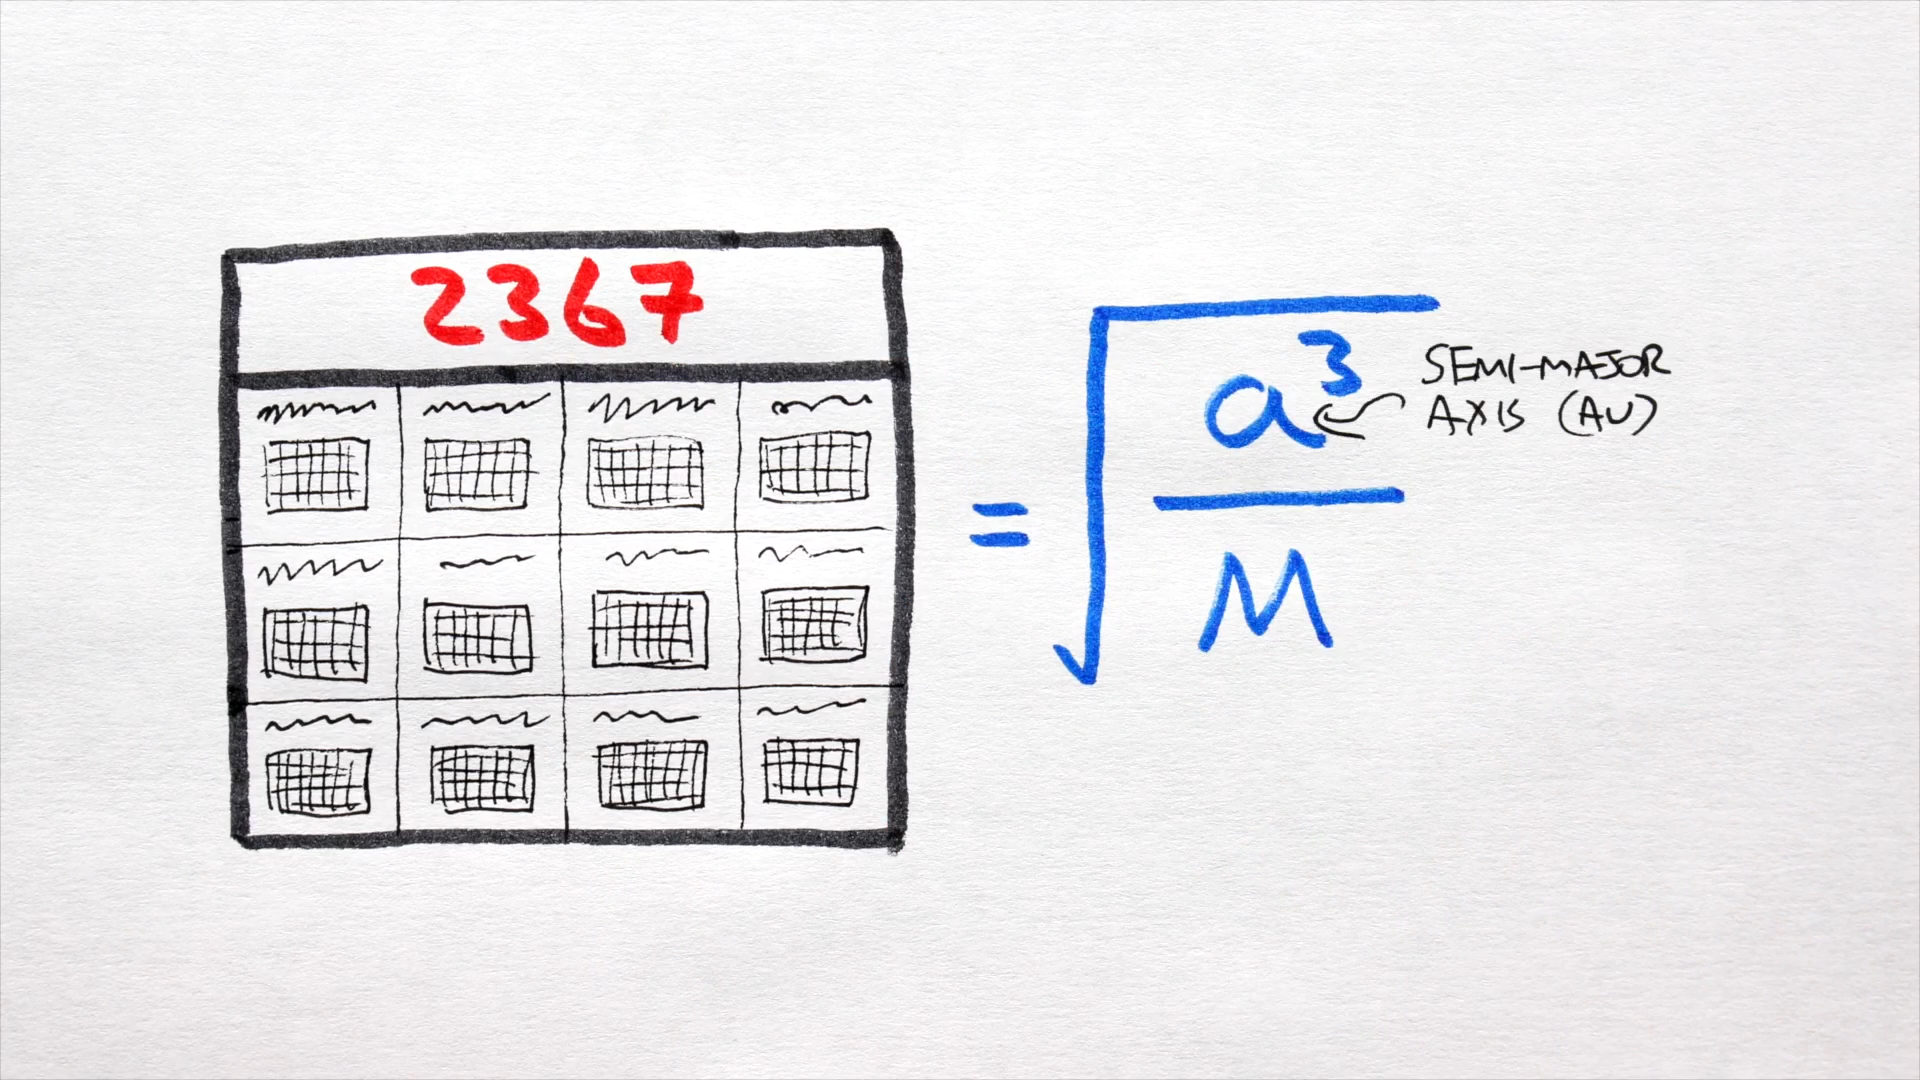 2367
= √(a³/M)
SEMI-MAJOR
AXIS (AU)